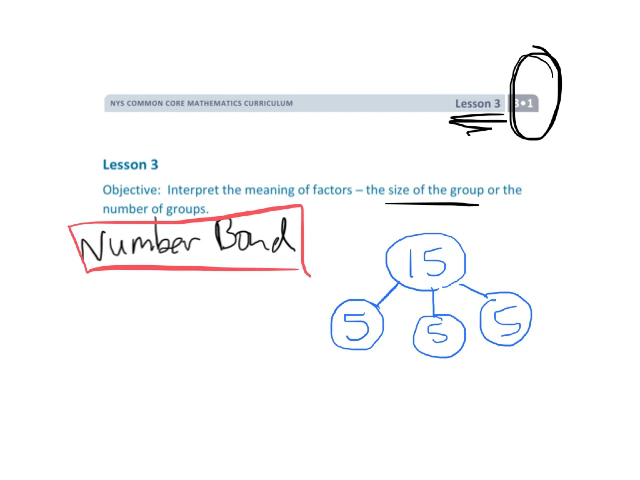 NYS COMMON CORE MATHEMATICS CURRICULUM Lesson 3 3•1
Lesson 3
Objective: Interpret the meaning of factors – the size of the group or the
number of groups.
Number Bond
15
5 5 5